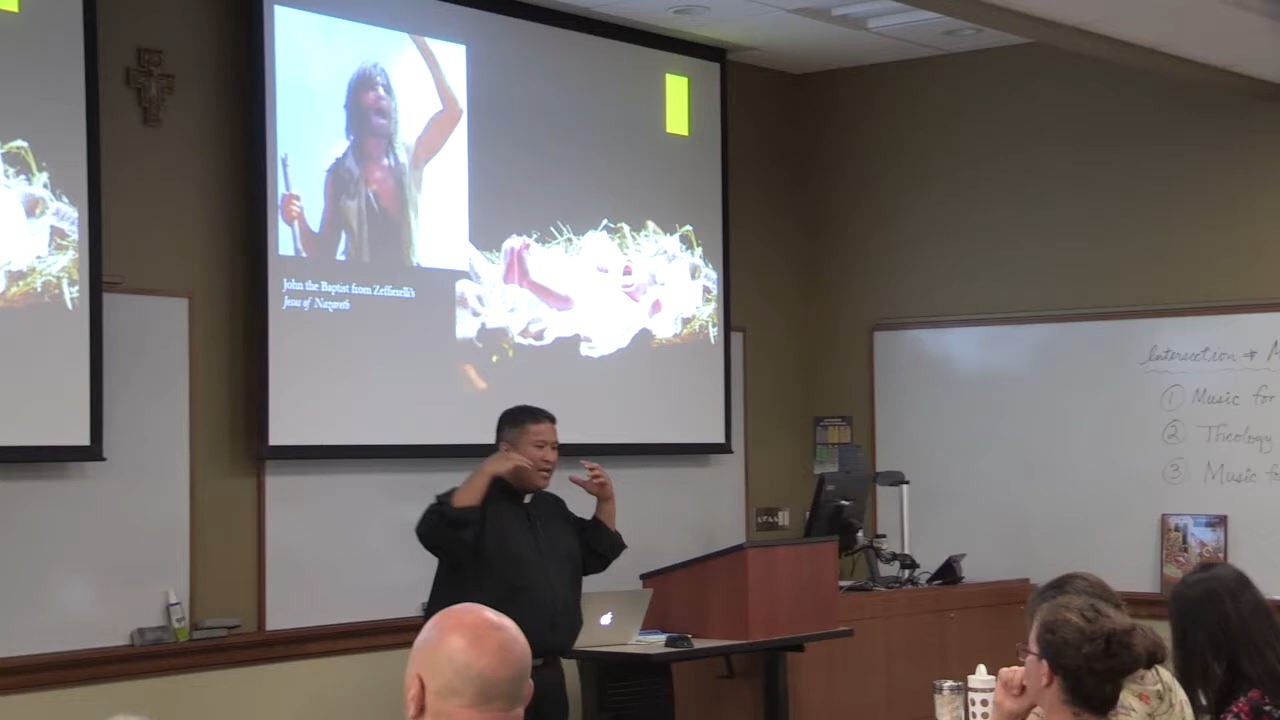 John the Baptist from Zeffirelli's
Jesus of Nazareth
Intersection +
① Music for
② Theology
③ Music